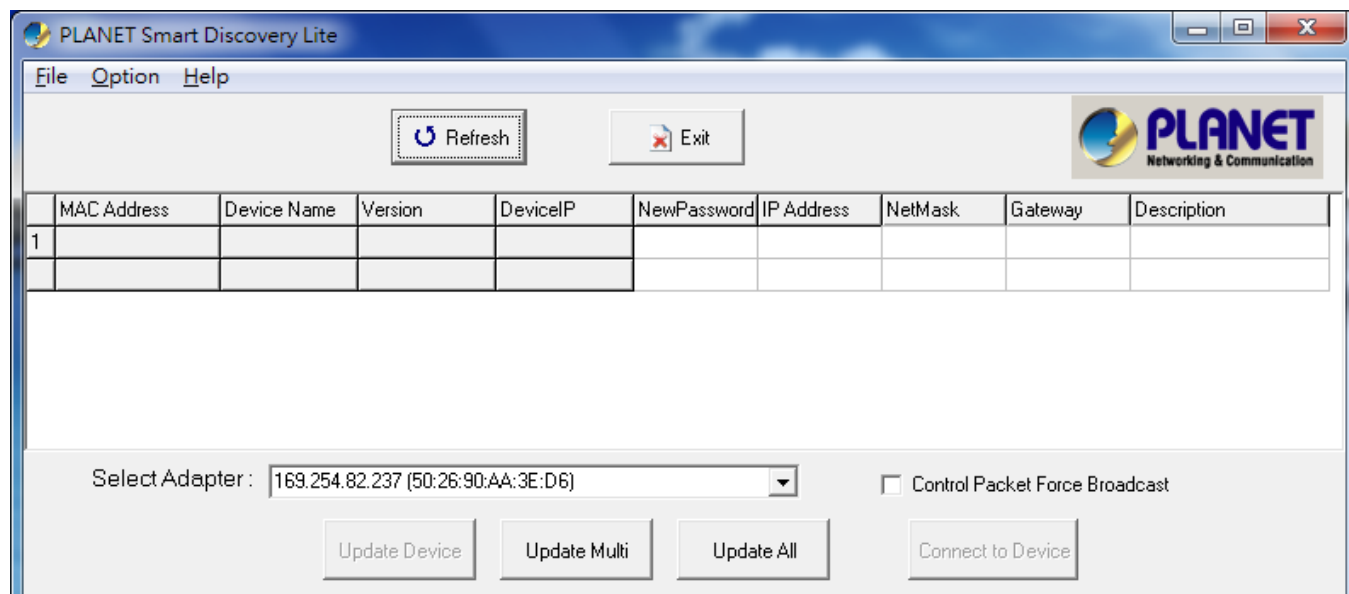 PLANET Smart Discovery Lite
File Option Help
Refresh Exit PLANET
Networking & Communication
MAC Address Device Name Version DeviceIP NewPassword IP Address NetMask Gateway Description
1
Select Adapter : 169.254.82.237 (50:26:90:AA:3E:D6) Control Packet Force Broadcast
Update Device Update Multi Update All Connect to Device